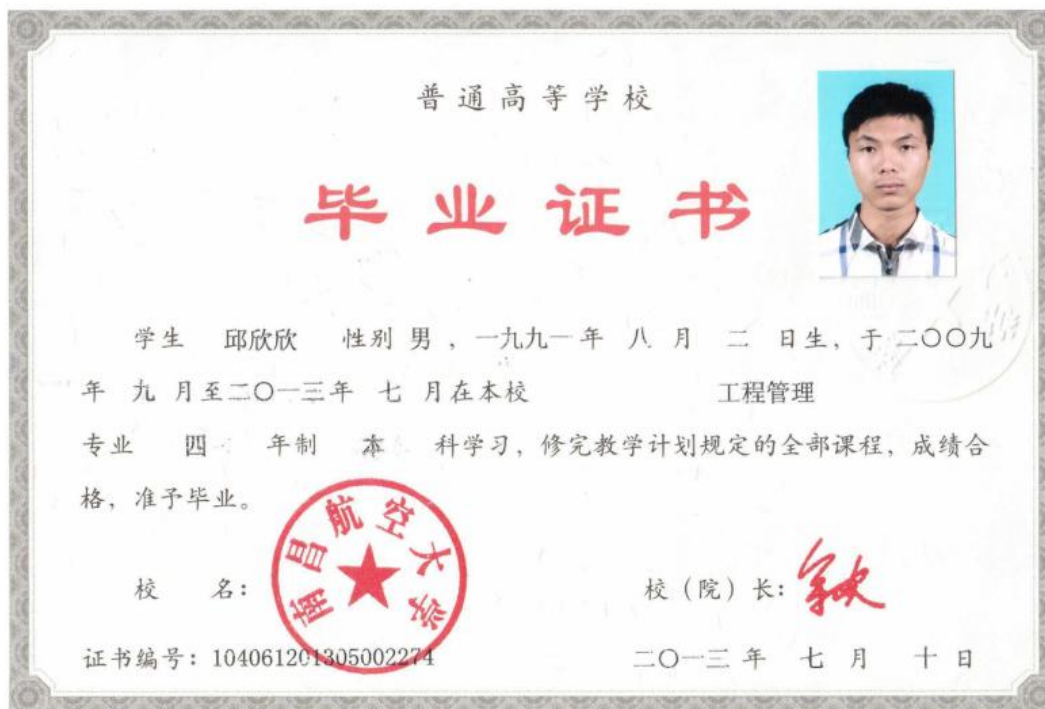 普通高等学校
毕业证书
学生 邱欣欣 性别 男 , 一九九一 年 八 月 二 日生, 于 二〇〇九
年 九 月至二〇一三年 七 月在本校 工程管理
专业 四 年制 本 科学习, 修完教学计划规定的全部课程, 成绩合
格, 准予毕业。
南昌航空大学
校 名: 校(院)长:
证书编号: 104061201305002274 二〇一三 年 七 月 十 日